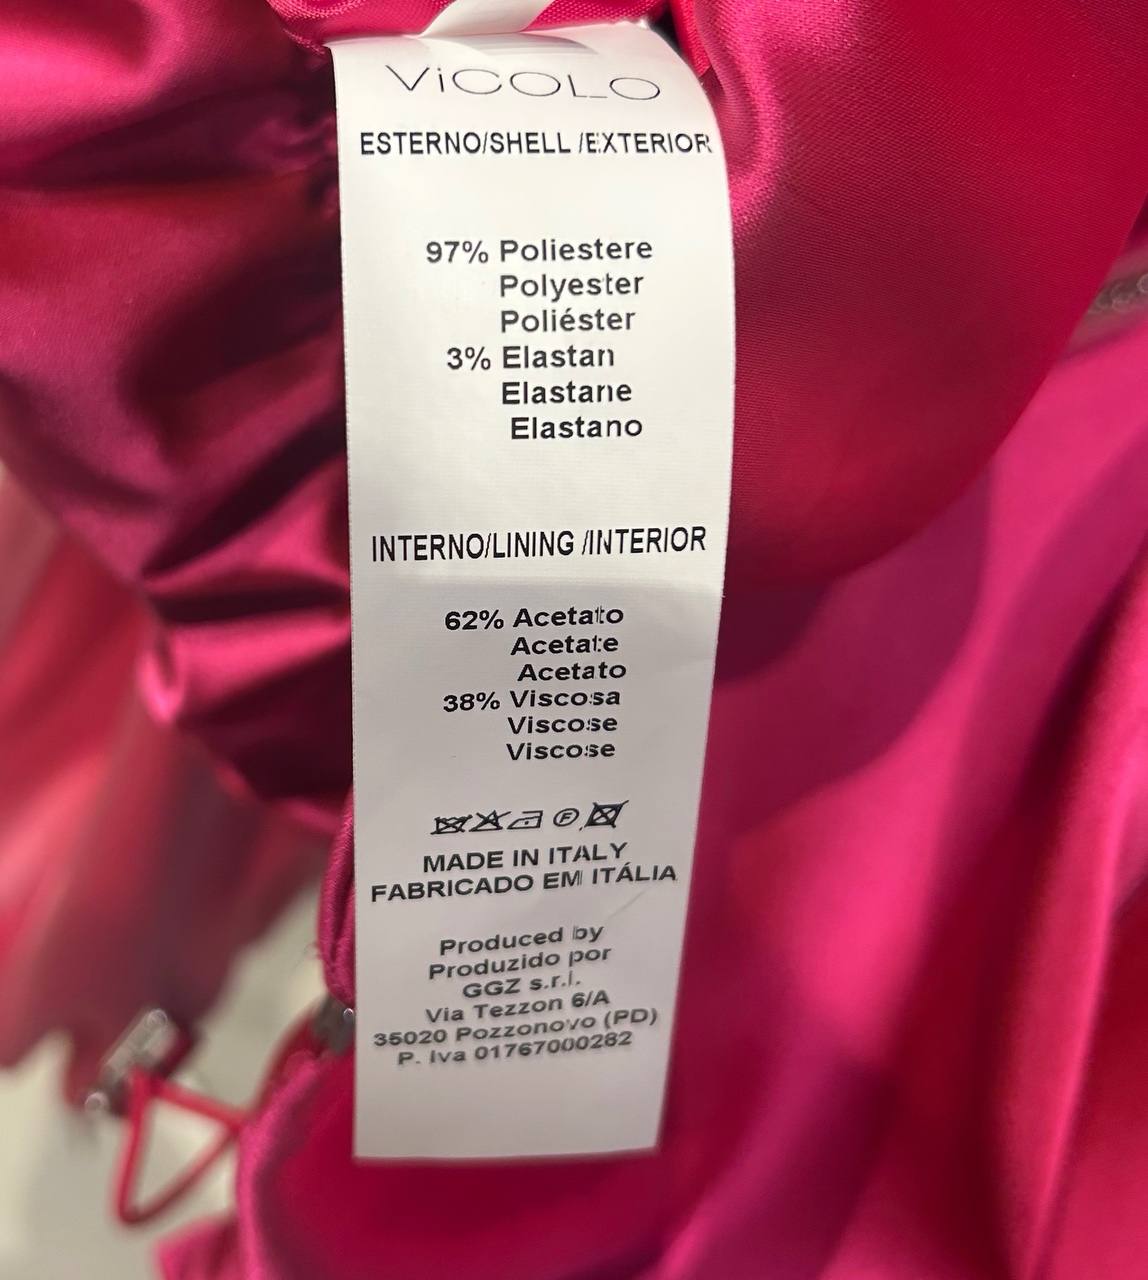 ViCOLO
ESTERNO/SHELL /EXTERIOR
97% Poliestere
Polyester
Poliéster
3% Elastan
Elastane
Elastano
INTERNO/LINING /INTERIOR
62% Acetato
Acetate
Acetato
38% Viscosa
Viscose
Viscose
F
MADE IN ITALY
FABRICADO EM ITÁLIA
Produced by
Produzido por
GGZ s.r.l.
Via Tezzon 6/A
35020 Pozzonovo (PD)
P. Iva 01767000282